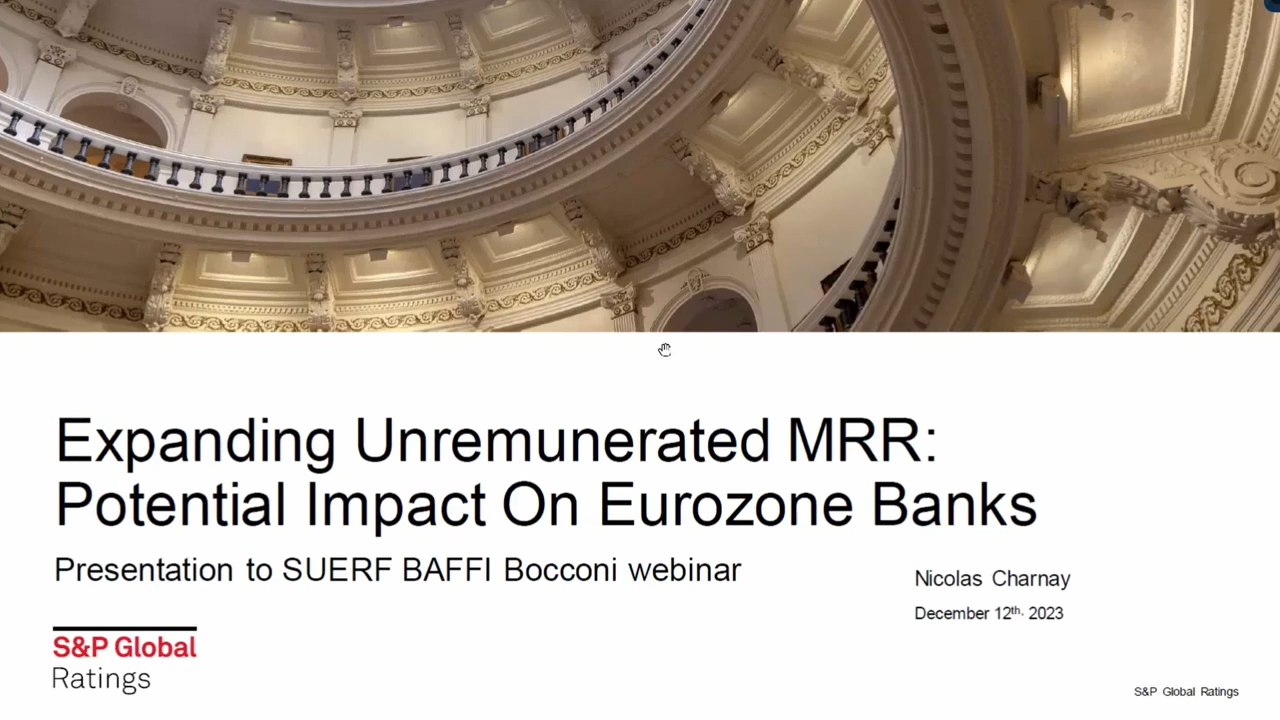 Expanding Unremunerated MRR:
Potential Impact On Eurozone Banks
Presentation to SUERF BAFFI Bocconi webinar
Nicolas Charnay
December 12th, 2023
S&P Global
Ratings
S&P Global Ratings